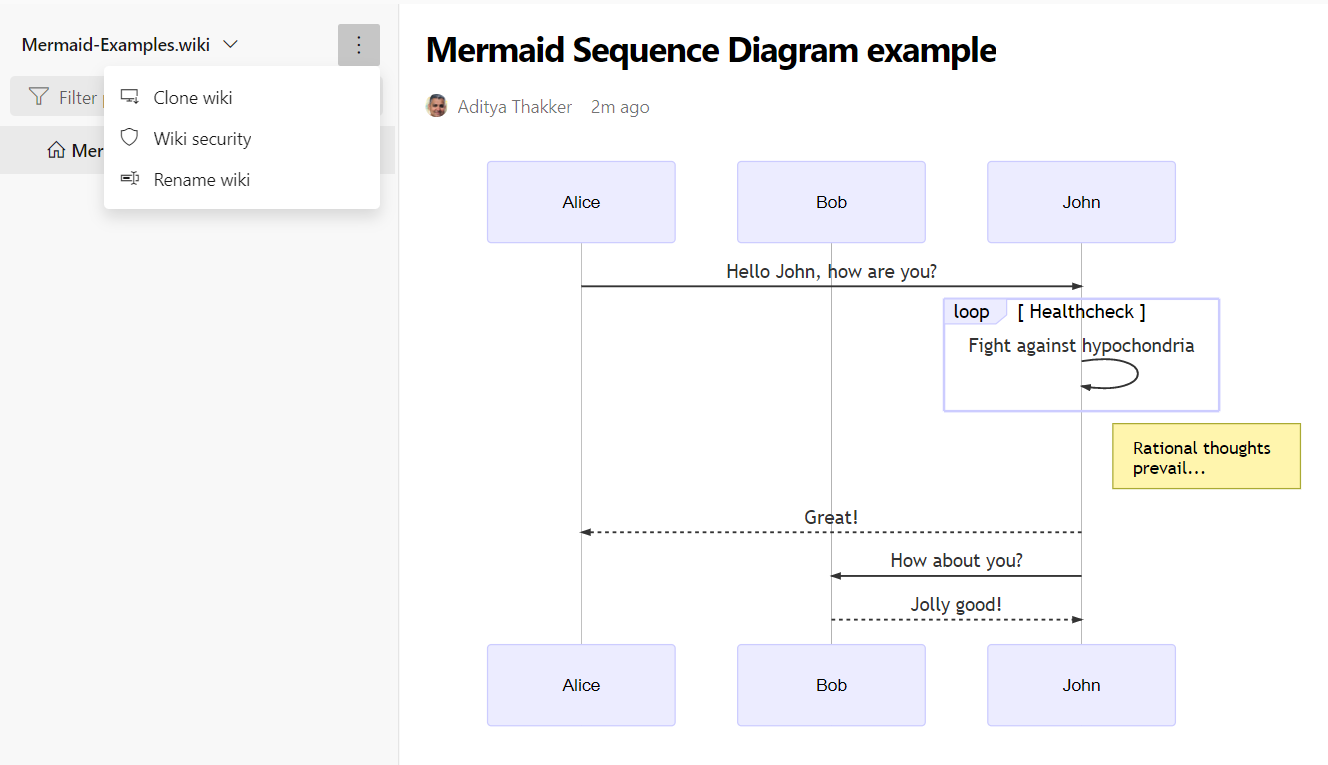 Mermaid-Examples.wiki
Filter
Clone wiki
Wiki security
Mer
Rename wiki
Mermaid Sequence Diagram example
Aditya Thakker 2m ago
Alice Bob John
Hello John, how are you?
loop [ Healthcheck ]
Fight against hypochondria
Rational thoughts
prevail...
Great!
How about you?
Jolly good!
Alice Bob John